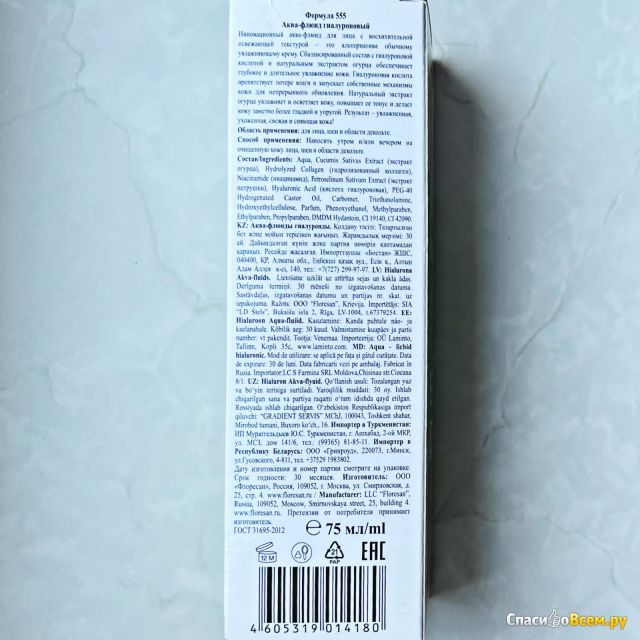 Формула 555
Аква-флюид гиалуроновый
Инновационный аква-флюид для лица с восхитительной
освежающей текстурой – это альтернатива обычному
увлажняющему крему. Сбалансированный состав с гиалуроновой
кислотой и натуральным экстрактом огурца обеспечивает
глубокое и длительное увлажнение кожи. Гиалуроновая кислота
препятствует потере влаги и запускает собственные механизмы
кожи для непрерывного обновления. Натуральный экстракт
огурца увлажняет и осветляет кожу, повышает ее тонус и делает
кожу заметно более гладкой и упругой. Результат – увлажненная,
ухоженная, свежая и сияющая кожа!
Область применения: для лица, шеи и области декольте.
Способ применения: Наносить утром и/или вечером на
очищенную кожу лица, шеи и области декольте.
Состав/Ingredients: Aqua, Cucumis Sativus Extract (экстракт
огурца), Hydrolyzed Collagen (гидролизованный коллаген),
Niacinamide (ниацинамид), Petroselinum Sativum Extract (экстракт
петрушки), Hyaluronic Acid (кислота гиалуроновая), PEG-40
Hydrogenated Castor Oil, Carbomer, Triethanolamine,
Hydroxyethylcellulose, Parfum, Phenoxyethanol, Methylparaben,
Ethylparaben, Propylparaben, DMDM Hydantoin, CI 19140, CI 42090.
KZ: Аква-флюиды гиалуронды. Қолдану тәсілі: Тазартылған
бет және мойын терісінен жағыңыз. Жарамдылық мерзімі: 30
ай. Дайындалған күнін және партия нөмірін қаптамадан
қараңыз. Ресейде жасалған. Импорттаушы: «Бостан» ЖШС,
040400, ҚР, Алматы обл., Еңбекші қазақ ауд., Есік қ., Алтын
Адам Аллея к-сі, 140, тел: +7(727) 299-97-97. LV: Hialurona
Akva-fluids. Lietošana: uzklāt uz attīrītas sejas un kakla ādas.
Derīguma termiņš: 30 mēneši no izgatavošanas datuma.
Sastāvdaļas, izgatavošanas datumu un partijas nr. skat. uz
iepakojuma. Ražots: OOO "Floresan", Krievija. Importētājs: SIA
"LD Stels", Buķaišu iela 2, Rīga, LV-1004, t.67379254. EE:
Hialuroon Aqua-fluiid. Kasutamine: Kanda puhtale näo- ja
kaelanahale. Kõlbilik aeg: 30 kuud. Valmistamise kuupäev ja partii
number: vt pakendit. Tootja: Venemaa. Importeerija: OÜ Laminto,
Tallinn, Kopli 35c, www.laminto.com. MD: Aqua - lichid
hialuronic. Mod de utilizare: se aplică pe față și gâtul curățate. Data
de expirare: 30 de luni. Data fabricarii vezi pe ambalaj. Fabricat în
Rusia. Importator:I.C.S Farmina SRL Moldova,Chisinau str.Ciocana
8/1. UZ: Hialuron Akva-flyuid. Qo'llanish usuli: Tozalangan yuz
va bo'yin terisiga surtiladi. Yaroqlilik muddati: 30 oy. Ishlab
chiqarilgan sana va partiya raqami o'ram idishda qayd etilgan.
Rossiyada ishlab chiqarilgan. O'zbekiston Respublikasiga import
qiluvchi: "GRADIENT SERVIS" MChJ, 100043, Toshkent shahar,
Mirobod tumani, Buxoro ko'ch., 16. Импортер в Туркменистан:
ИП Муратгельдыев Ю.С. Туркменистан, г. Ашхабад, 2-ой МКР,
ул. МСЗ, дом 141/6, тел: (99365) 81-85-11. Импортер в
Республику Беларусь: ООО «Гринроуд», 220073, г.Минск,
ул.Гусовского, 4-811, тел. +37529 1983802.
Дату изготовления и номер партии смотрите на упаковке.
Срок годности: 30 месяцев. Изготовитель: ООО
«Флоресан», Россия, 109052, г. Москва, ул. Смирновская, д.
25, стр. 4. www.floresan.ru / Manufacturer: LLC "Floresan",
Russia, 109052, Moscow, Smirnovskaya street, 25, building 4.
www.floresan.ru. Претензии от потребителя принимает
изготовитель.
ГОСТ 31695-2012
℮ 75 мл/ml
12 M
21
PAP
EAC
4 605319 014180
СпасибоВсем.ру